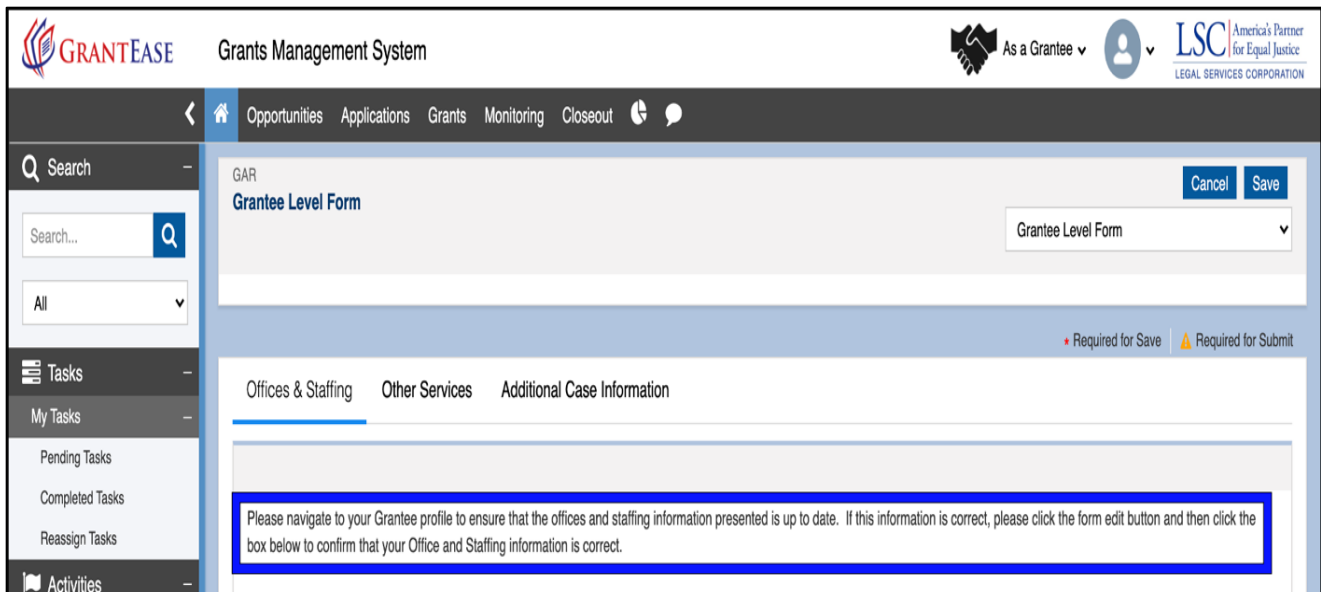 GRANTEASE
Grants Management System
As a Grantee
LSC America's Partner
for Equal Justice
LEGAL SERVICES CORPORATION
Opportunities Applications Grants Monitoring Closeout
Search
Search...
All
Tasks
My Tasks
Pending Tasks
Completed Tasks
Reassign Tasks
Activities
GAR
Grantee Level Form
Cancel Save
Grantee Level Form
* Required for Save Required for Submit
Offices & Staffing Other Services Additional Case Information
Please navigate to your Grantee profile to ensure that the offices and staffing information presented is up to date. If this information is correct, please click the form edit button and then click the
box below to confirm that your Office and Staffing information is correct.